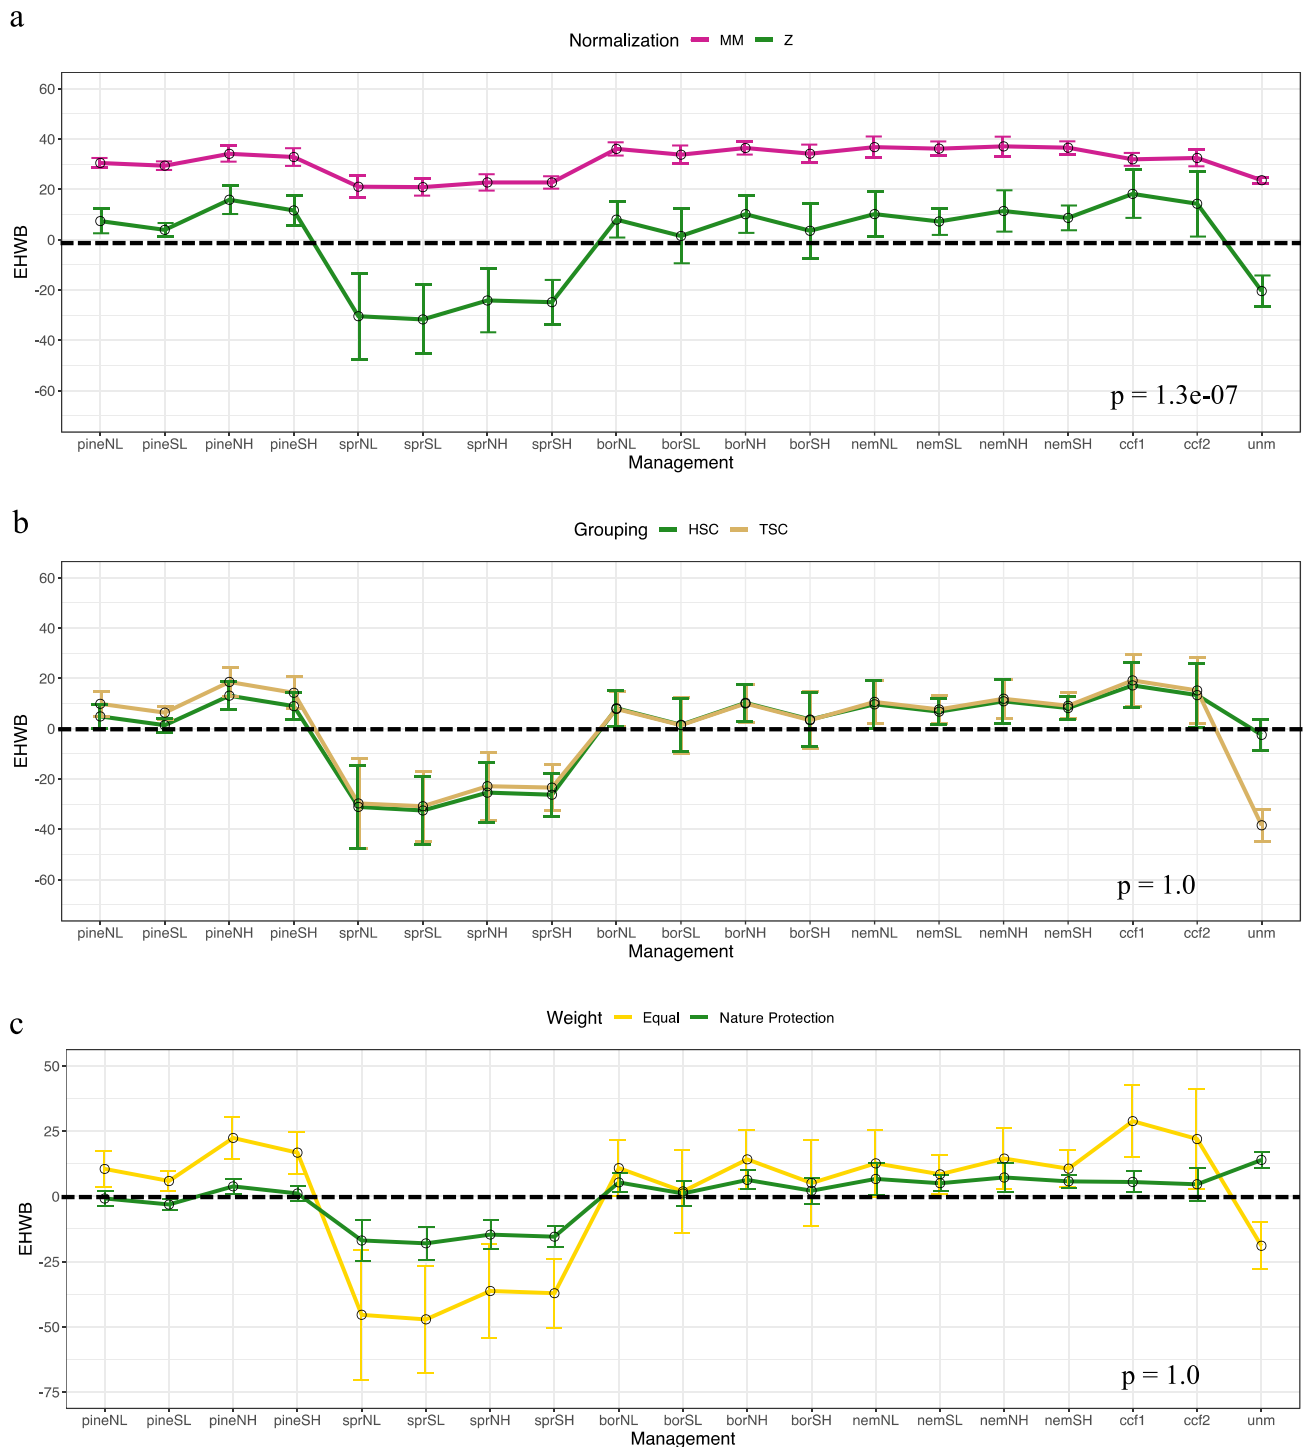 a
Normalization MM Z
60
40
20
0
-20
-40
-60
EHWB
p = 1.3e-07
pineNL pineSL pineNH pineSH sprNL sprSL sprNH sprSH borNL borSL borNH borSH nemNL nemSL nemNH nemSH ccf1 ccf2 unm
Management
b
Grouping HSC TSC
60
40
20
0
-20
-40
-60
EHWB
p = 1.0
pineNL pineSL pineNH pineSH sprNL sprSL sprNH sprSH borNL borSL borNH borSH nemNL nemSL nemNH nemSH ccf1 ccf2 unm
Management
c
Weight Equal Nature Protection
50
25
0
-25
-50
-75
EHWB
p = 1.0
pineNL pineSL pineNH pineSH sprNL sprSL sprNH sprSH borNL borSL borNH borSH nemNL nemSL nemNH nemSH ccf1 ccf2 unm
Management